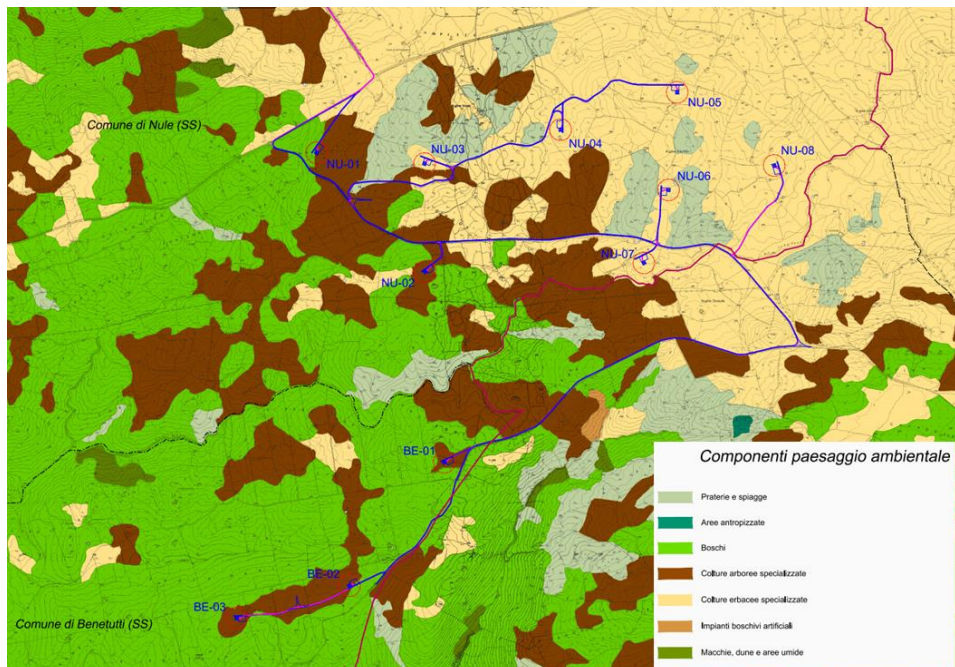 Comune di Nule (SS)
NU-05
NU-01
NU-03
NU-04
NU-08
NU-06
NU-02
NU-07
BE-01
BE-02
BE-03
Comune di Benetutti (SS)
Componenti paesaggio ambientale
Praterie e spiagge
Aree antropizzate
Boschi
Colture arboree specializzate
Colture erbacee specializzate
Impianti boschivi artificiali
Macchie, dune e aree umide